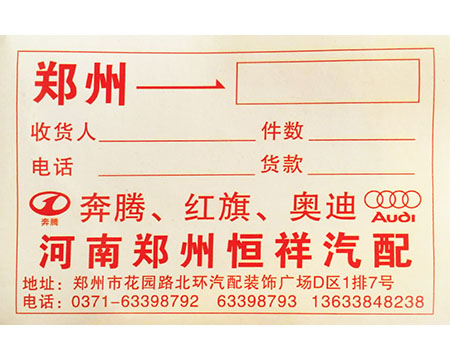 郑州
收货人 件数
电话 货款
奔腾 奔腾、红旗、奥迪 Audi
河南郑州恒祥汽配
地址：郑州市花园路北环汽配装饰广场D区1排7号
电话：0371-63398792 63398793 13633848238